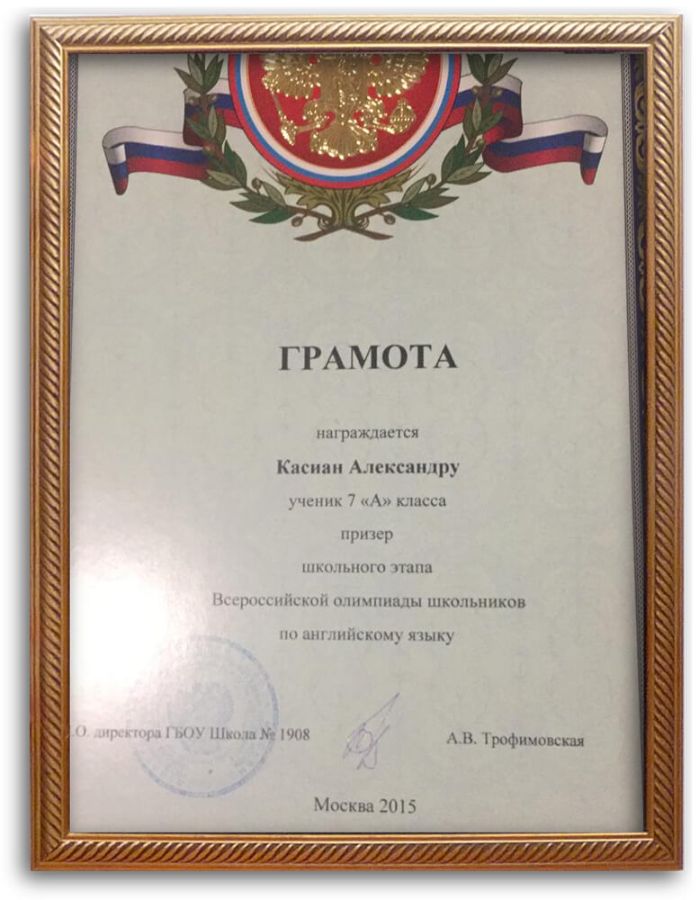 ГРАМОТА
награждается
Касиан Александру
ученик 7 «А» класса
призер
школьного этапа
Всероссийской олимпиады школьников
по английскому языку
.О. директора ГБОУ Школа № 1908 А.В. Трофимовская
Москва 2015